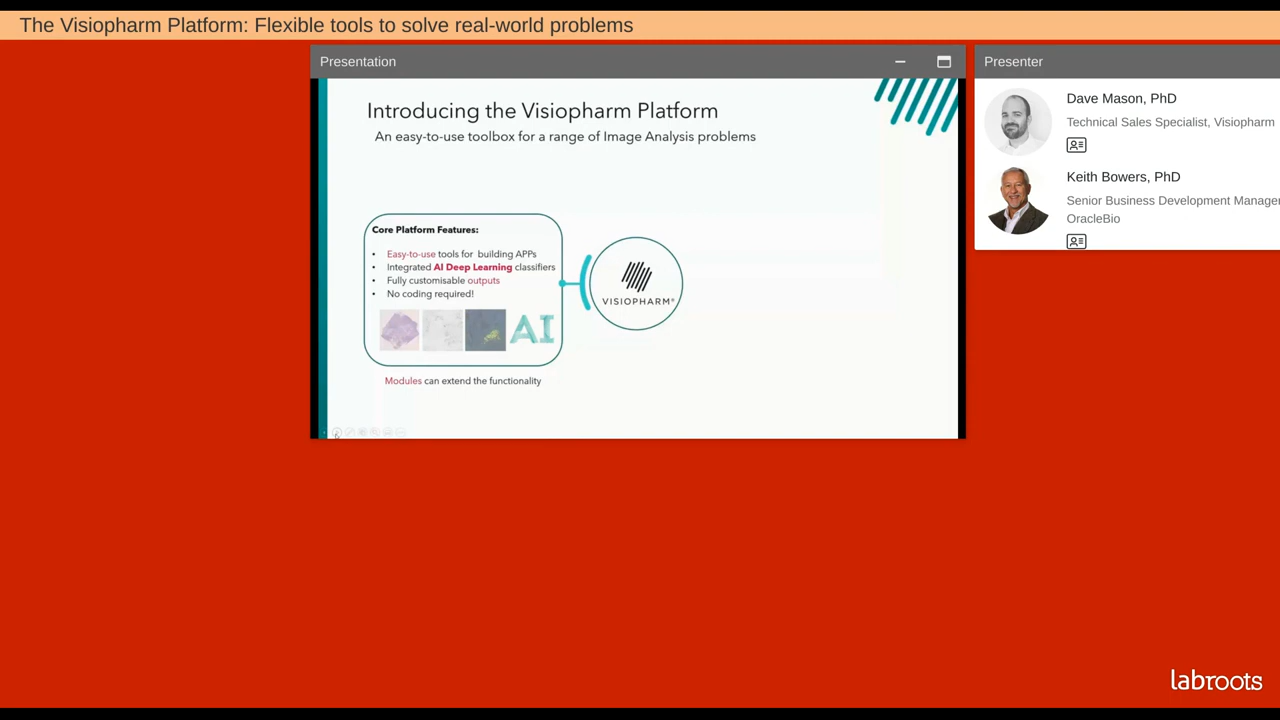 The Visiopharm Platform: Flexible tools to solve real-world problems
Presentation
Introducing the Visiopharm Platform
An easy-to-use toolbox for a range of Image Analysis problems
Core Platform Features:
• Easy-to-use tools for building APPs
• Integrated AI Deep Learning classifiers
• Fully customisable outputs
• No coding required!
AI
Modules can extend the functionality
VISIOPHARM®
Presenter
Dave Mason, PhD
Technical Sales Specialist, Visiopharm
Keith Bowers, PhD
Senior Business Development Manager
OracleBio
labroots